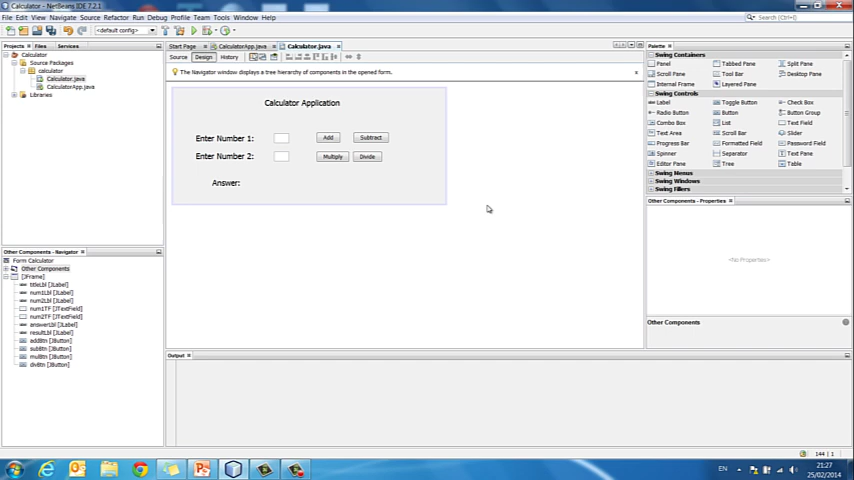 Calculator - NetBeans IDE 7.2.1
File Edit View Navigate Source Refactor Run Debug Profile Team Tools Window Help
Search (Ctrl+I)
<default config>
Projects Files Services
Calculator
Source Packages
calculator
Calculator.java
CalculatorApp.java
Libraries
Start Page CalculatorApp.java Calculator.java
Source Design History
The Navigator window displays a tree hierarchy of components in the opened form.
Calculator Application
Enter Number 1: Add Subtract
Enter Number 2: Multiply Divide
Answer:
Palette
Swing Containers
Panel Tabbed Pane Split Pane
Scroll Pane Tool Bar Desktop Pane
Internal Frame Layered Pane
Swing Controls
Label Toggle Button Check Box
Radio Button Button Button Group
Combo Box List Text Field
Text Area Scroll Bar Slider
Progress Bar Formatted Field Password Field
Spinner Separator Text Pane
Editor Pane Tree Table
Swing Menus
Swing Windows
Swing Fillers
Other Components - Properties
<No Properties>
Other Components
Other Components - Navigator
Form Calculator
Other Components
[JFrame]
titleLbl [JLabel]
num1Lbl [JLabel]
num2Lbl [JLabel]
num1TF [JTextField]
num2TF [JTextField]
answerLbl [JLabel]
resultLbl [JLabel]
addBtn [JButton]
subBtn [JButton]
mulBtn [JButton]
divBtn [JButton]
Output
144 | 1
EN
21:27
25/02/2014